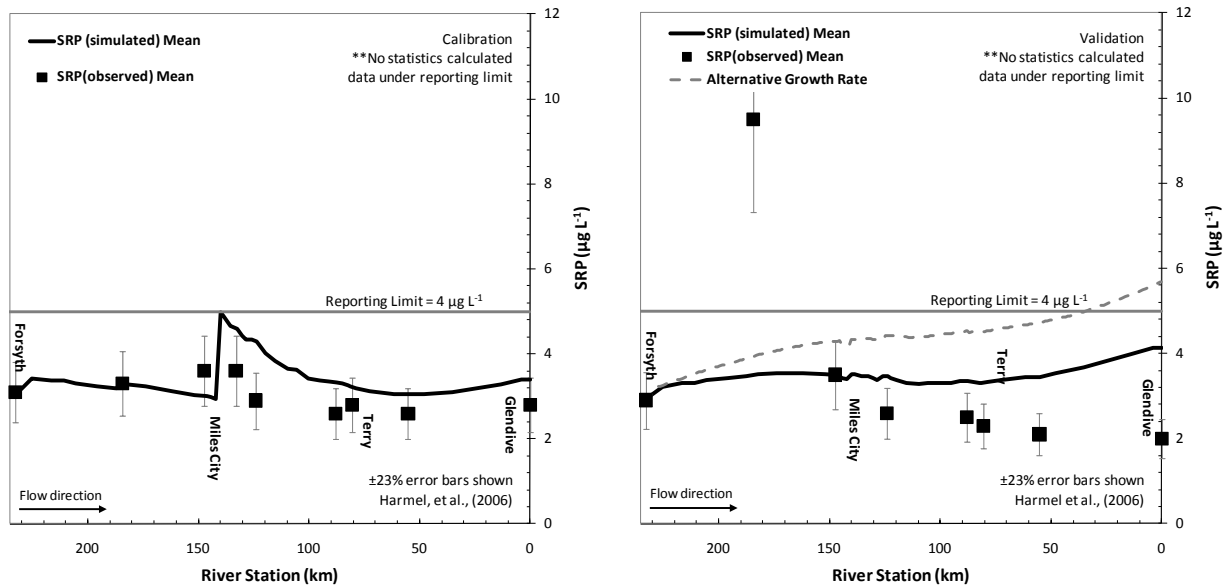 SRP (simulated) Mean
SRP(observed) Mean
Calibration
**No statistics calculated
data under reporting limit
Reporting Limit = 4 µg L-1
Forsyth
Miles City
Terry
Glendive
±23% error bars shown
Harmel, et al., (2006)
Flow direction
12
10
8
6
4
2
0
SRP (µg L-1)
200
150
100
50
0
River Station (km)
SRP (simulated) Mean
SRP(observed) Mean
Alternative Growth Rate
Validation
**No statistics calculated
data under reporting limit
Reporting Limit = 4 µg L-1
Forsyth
Miles City
Terry
Glendive
±23% error bars shown
Harmel, et al., (2006)
Flow direction
12
10
8
6
4
2
0
SRP (µg L-1)
200
150
100
50
0
River Station (km)